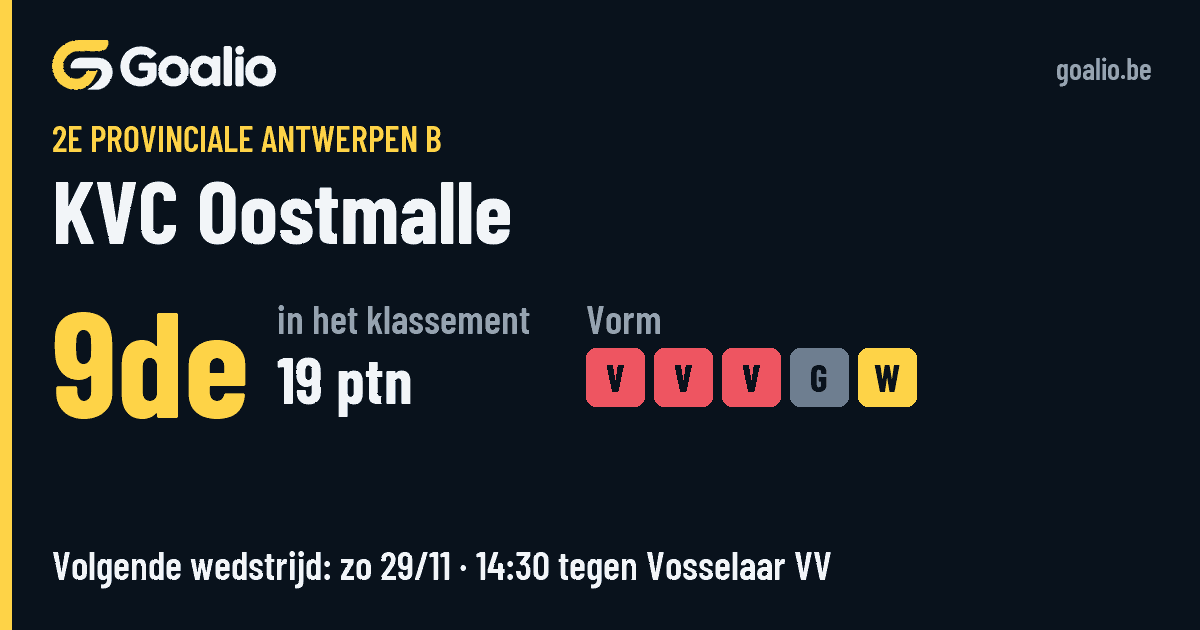 Goalio
goalio.be
2E PROVINCIALE ANTWERPEN B
KVC Oostmalle
9de
in het klassement
19 ptn
Vorm
V V V G W
Volgende wedstrijd: zo 29/11 · 14:30 tegen Vosselaar VV